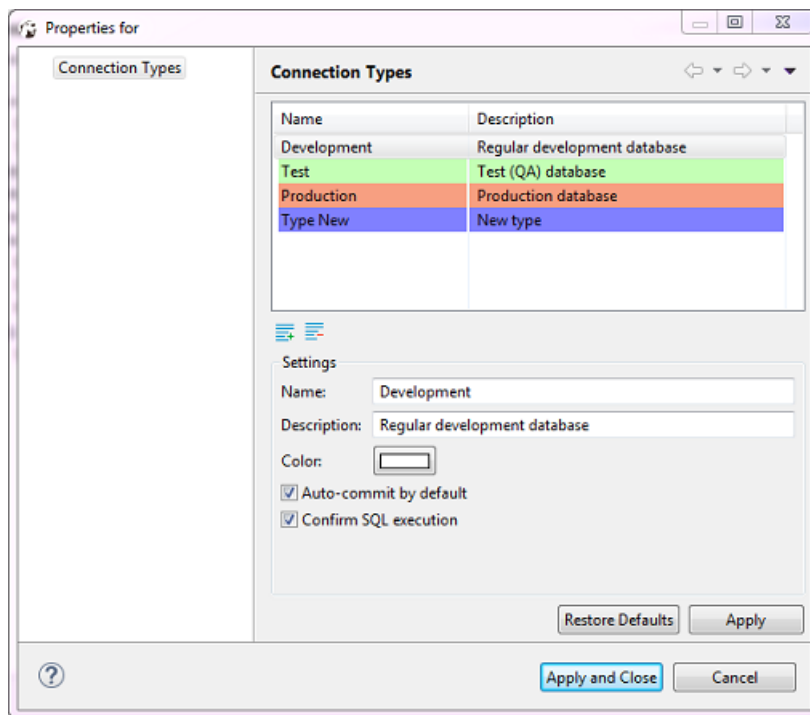 Properties for
Connection Types
Connection Types
Name Description
Development Regular development database
Test Test (QA) database
Production Production database
Type New New type
Settings
Name: Development
Description: Regular development database
Color:
Auto-commit by default
Confirm SQL execution
Restore Defaults Apply
? Apply and Close Cancel